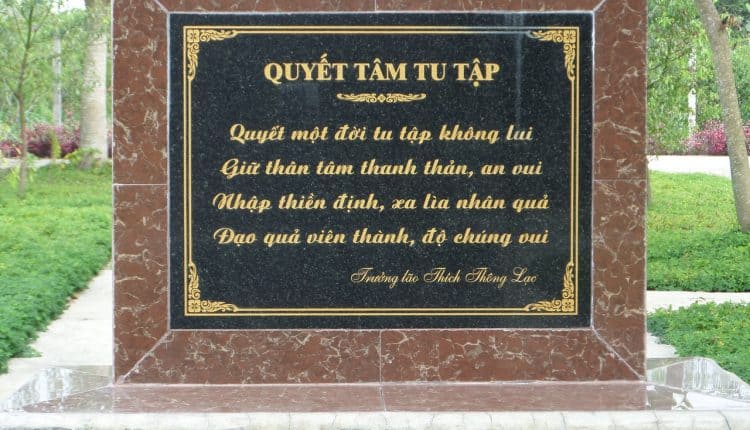 QUYẾT TÂM TU TẬP
Quyết một đời tu tập không lui
Giữ thân tâm thanh thản, an vui
Nhập thiền định, xa lìa nhân quả
Đạo quả viên thành, độ chúng vui
Trưởng lão Thích Thông Lạc